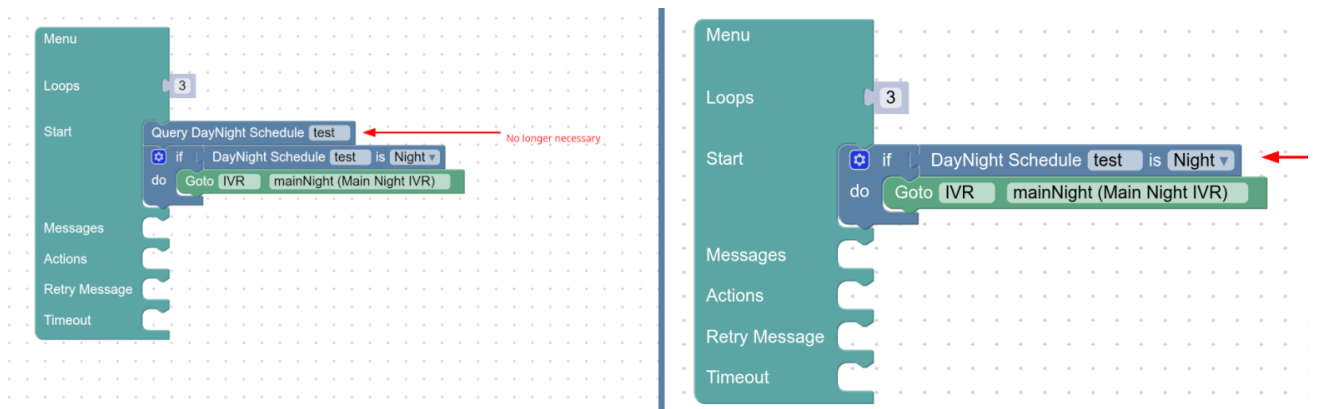 Menu
Loops 3
Start
Query DayNight Schedule test
No longer necessary
if DayNight Schedule test is Night
do Goto IVR mainNight (Main Night IVR)
Messages
Actions
Retry Message
Timeout
Menu
Loops 3
Start
if DayNight Schedule test is Night
do Goto IVR mainNight (Main Night IVR)
Messages
Actions
Retry Message
Timeout